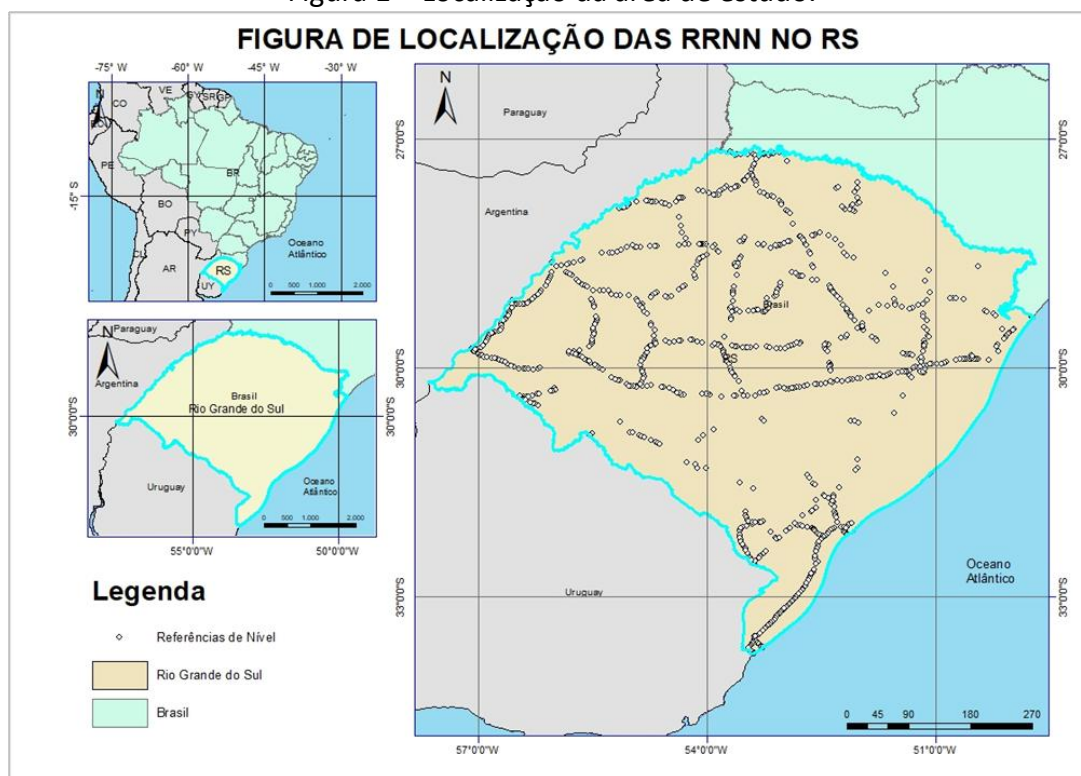 FIGURA DE LOCALIZAÇÃO DAS RRNN NO RS
-75° W -60° W -45° W -30° W
N
VE
CO
PE
BR
BO
PY
AR
RS
UY
-15° S
Oceano
Atlântico
0 500 1.000 2.000
Paraguay
N
Argentina
Brasil
Rio Grande do Sul
30°0'0"S
30°0'0"S
Uruguay
Oceano
Atlântico
0 500 1.000 2.000
55°0'0"W 50°0'0"W
Legenda
Referências de Nível
Rio Grande do Sul
Brasil
N
Paraguay
27°0'0"S
27°0'0"S
Argentina
Brasil
RS
30°0'0"S
30°0'0"S
Oceano
Atlântico
Uruguay
33°0'0"S
33°0'0"S
0 45 90 180 270
57°0'0"W 54°0'0"W 51°0'0"W